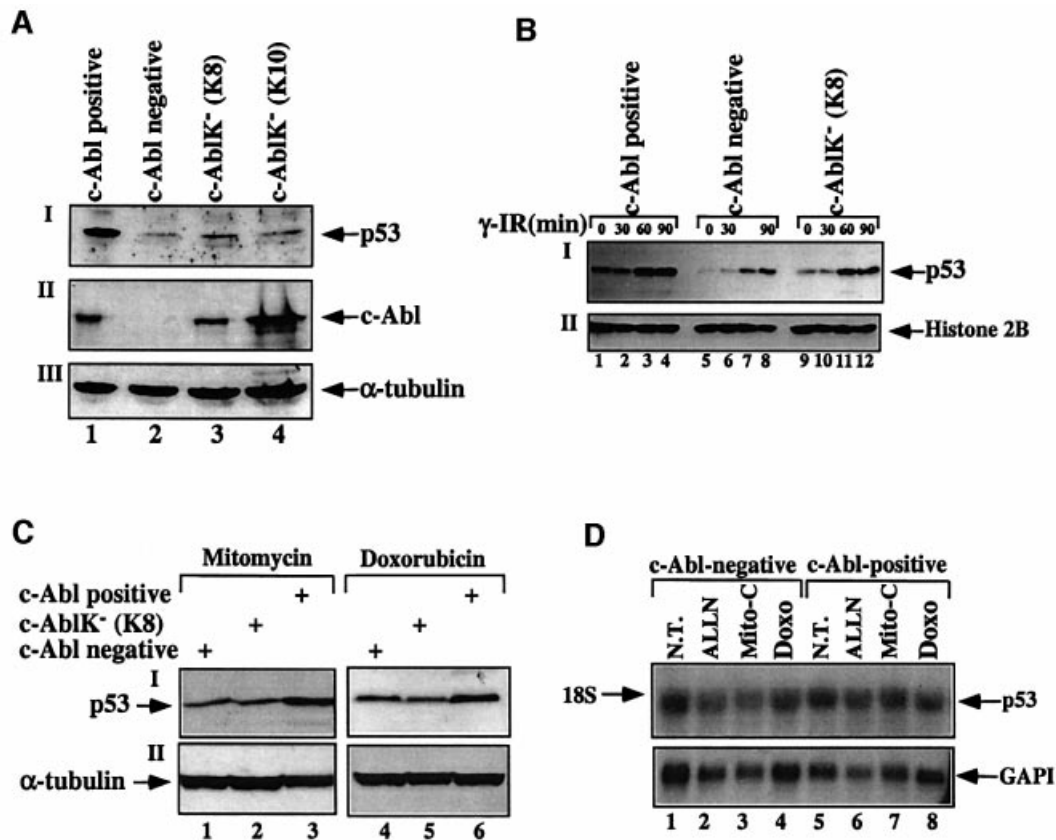 A
c-Abl positive
c-Abl negative
c-AblK- (K8)
c-AblK- (K10)
I
p53
II
c-Abl
III
α-tubulin
1 2 3 4
B
c-Abl positive
c-Abl negative
c-AblK- (K8)
γ-IR(min) 0 30 60 90 0 30 90 0 30 60 90
I
p53
II
Histone 2B
1 2 3 4 5 6 7 8 9 10 11 12
C
Mitomycin Doxorubicin
c-Abl positive + +
c-AblK- (K8) + +
c-Abl negative + +
I
p53
II
α-tubulin
1 2 3 4 5 6
D
c-Abl-negative c-Abl-positive
N.T. ALLN Mito-C Doxo N.T. ALLN Mito-C Doxo
18S
p53
GAPI
1 2 3 4 5 6 7 8